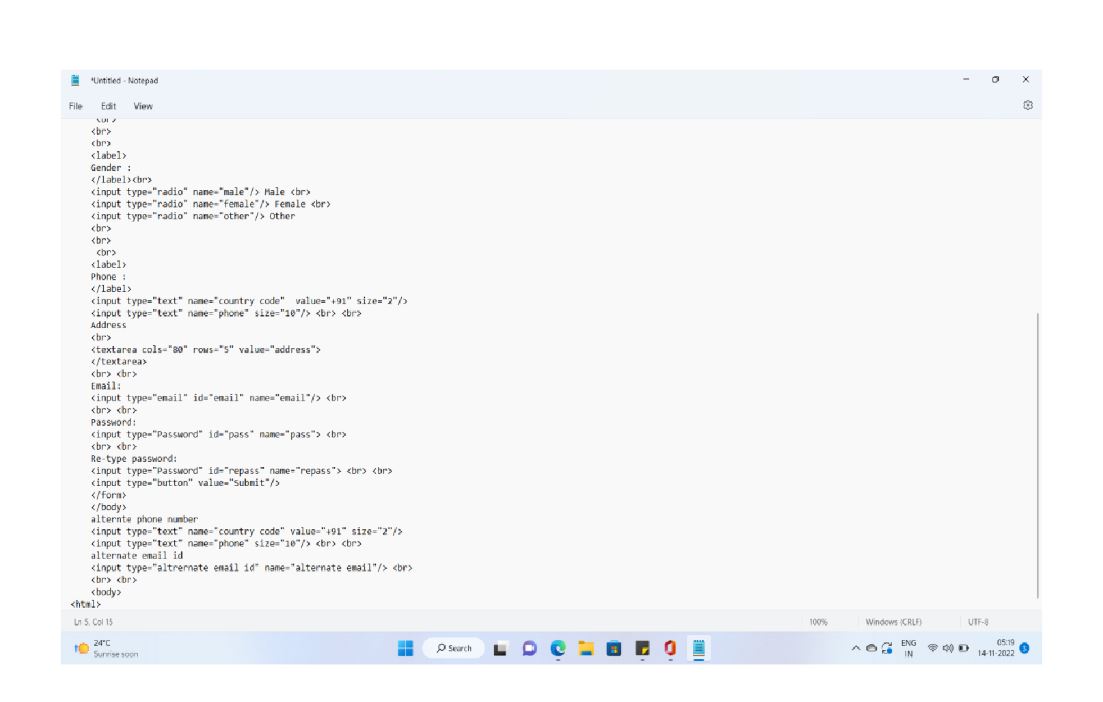 *Untitled - Notepad
File Edit View
<br>
<br>
<br>
<label>
Gender :
</label><br>
<input type="radio" name="male"/> Male <br>
<input type="radio" name="female"/> Female <br>
<input type="radio" name="other"/> Other
<br>
<br>
<br>
<label>
Phone :
</label>
<input type="text" name="country code"  value="+91" size="2"/>
<input type="text" name="phone" size="10"/> <br> <br>
Address
<br>
<textarea cols="80" rows="5" value="address">
</textarea>
<br> <br>
Email:
<input type="email" id="email" name="email"/> <br>
<br> <br>
Password:
<input type="Password" id="pass" name="pass"> <br>
<br> <br>
Re-type password:
<input type="Password" id="repass" name="repass"> <br> <br>
<input type="button" value="Submit"/>
</form>
</body>
alternte phone number
<input type="text" name="country code" value="+91" size="2"/>
<input type="text" name="phone" size="10"/> <br> <br>
alternate email id
<input type="altrernate email id" name="alternate email"/> <br>
<br> <br>
<body>
<html>
Ln 5, Col 15 100% Windows (CRLF) UTF-8
24°C
Sunrise soon
Search
ENG
IN
05:19
14-11-2022
3